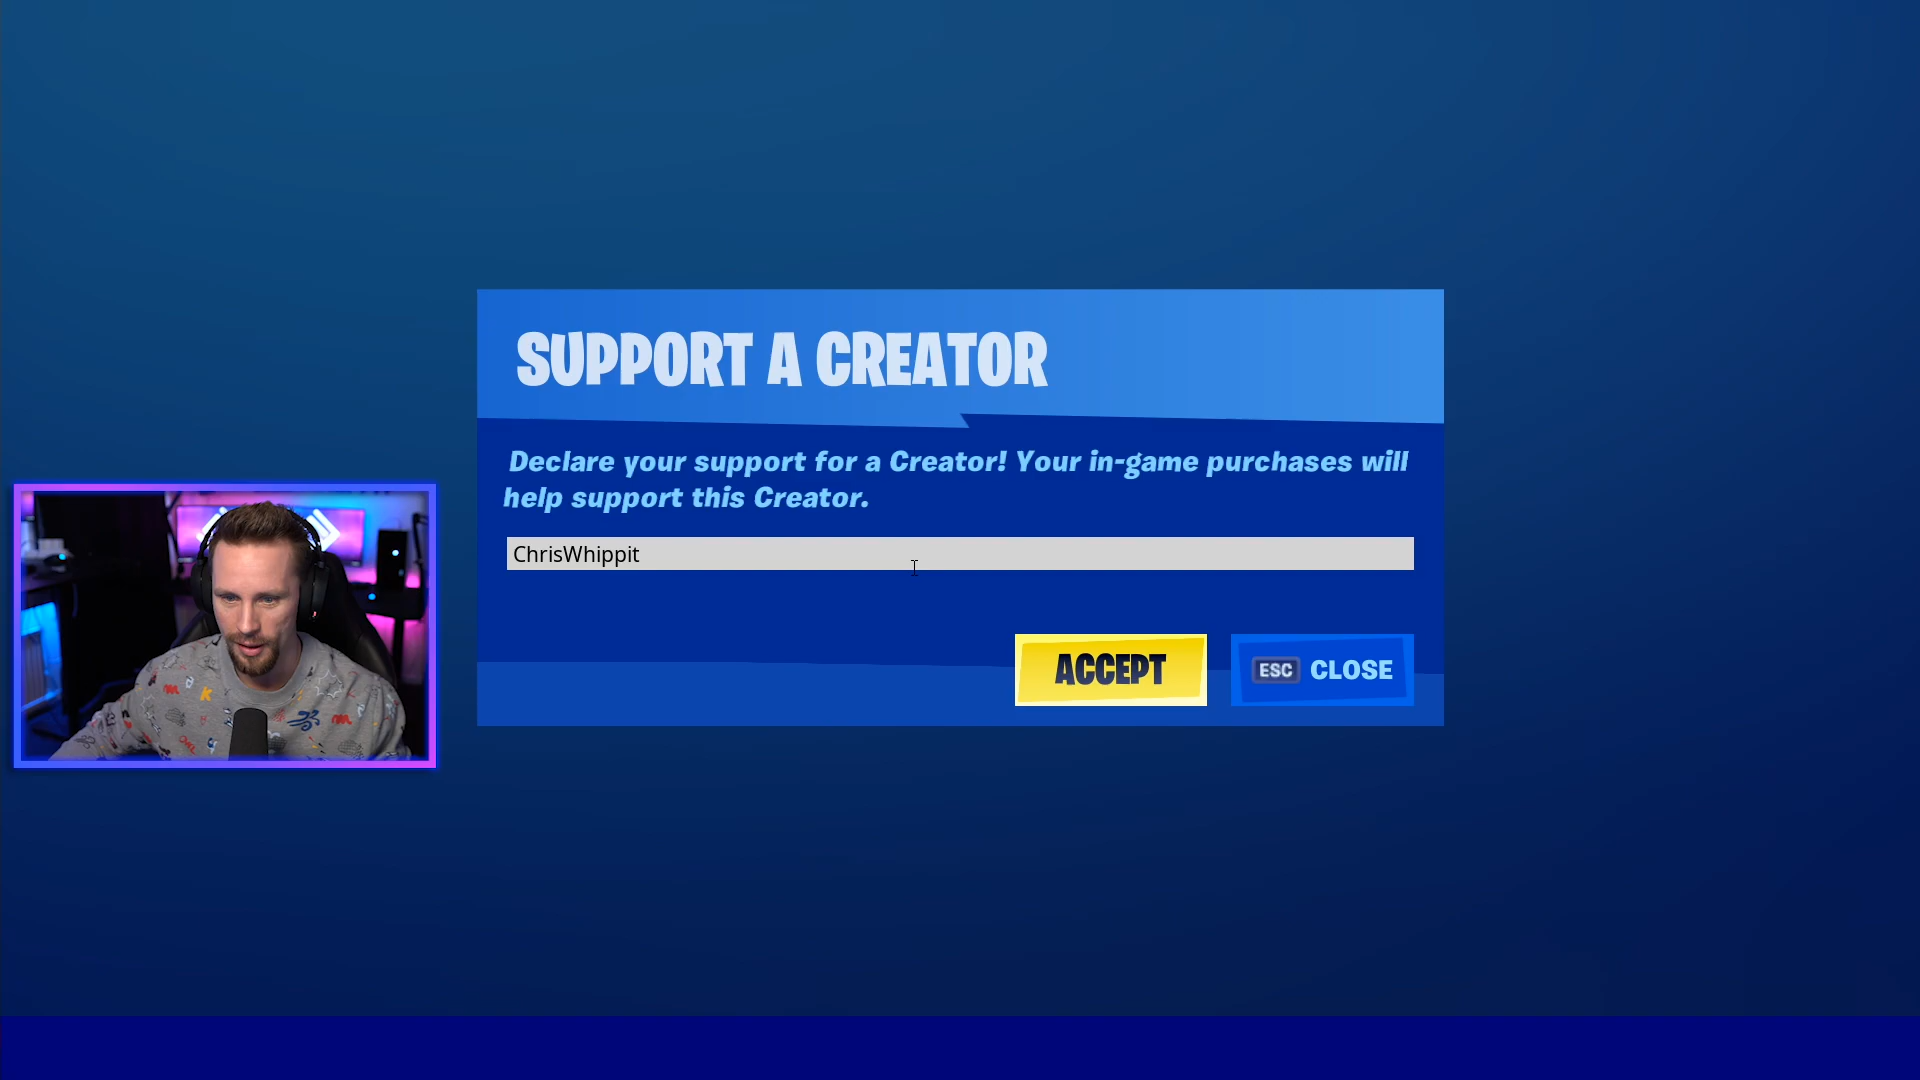 SUPPORT A CREATOR
Declare your support for a Creator! Your in-game purchases will
help support this Creator.
ChrisWhippit
ACCEPT
ESC CLOSE